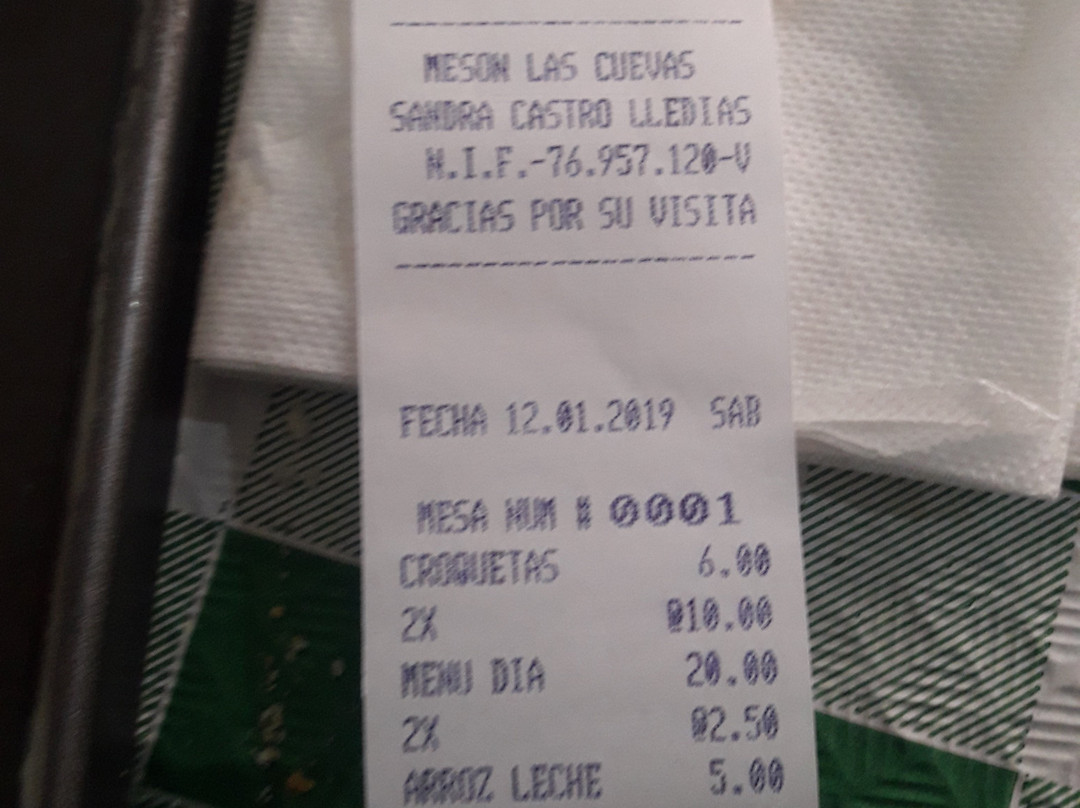 MESON LAS CUEVAS
SANDRA CASTRO LLEDIAS
N.I.F.-76.957.120-V
GRACIAS POR SU VISITA
FECHA 12.01.2019 SAB
MESA NUM # 0001
CROQUETAS 6.00
2X @10.00
MENU DIA 20.00
2X @2.50
ARROZ LECHE 5.00